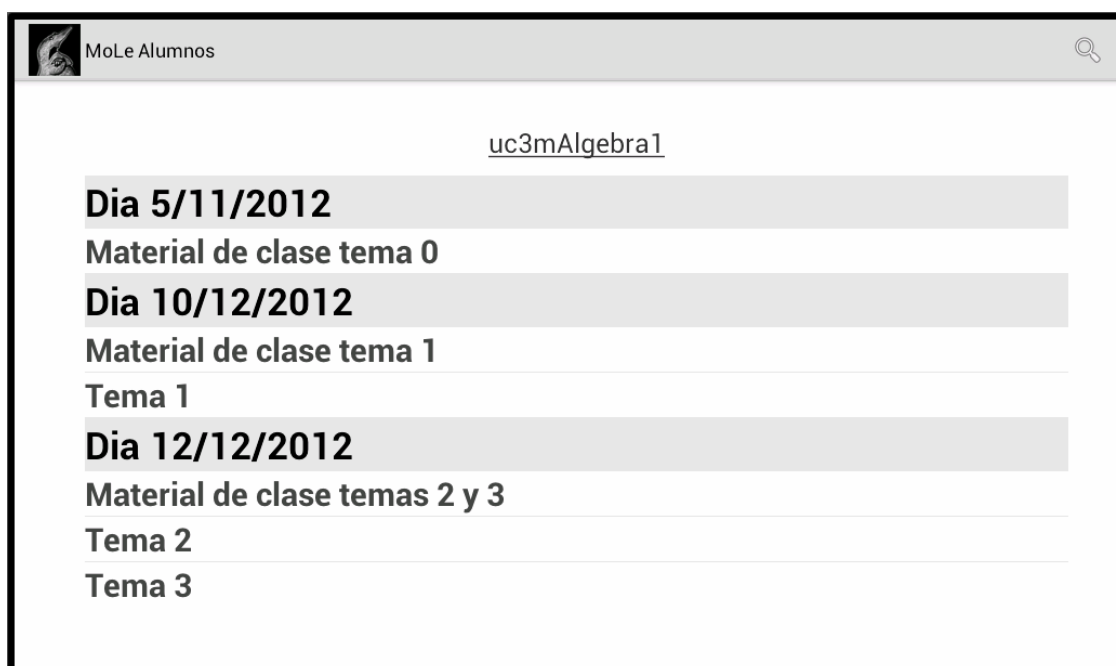 MoLe Alumnos
uc3mAlgebra1
Dia 5/11/2012
Material de clase tema 0
Dia 10/12/2012
Material de clase tema 1
Tema 1
Dia 12/12/2012
Material de clase temas 2 y 3
Tema 2
Tema 3